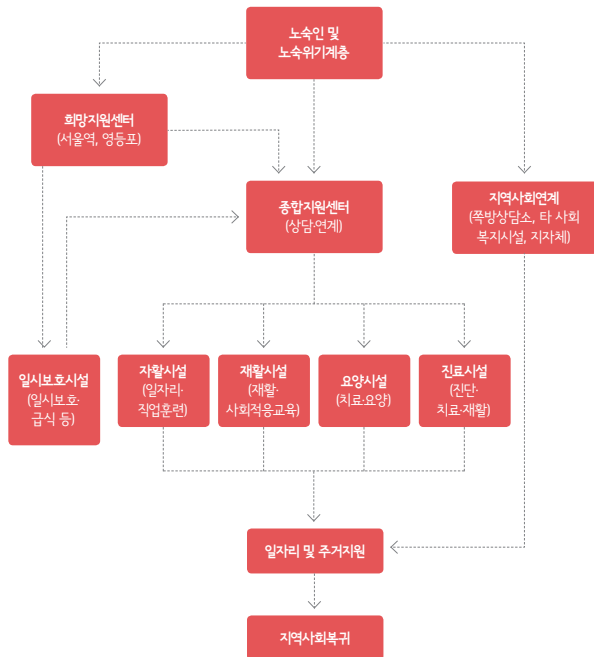 노숙인 및
노숙위기계층
희망지원센터
(서울역, 영등포)
종합지원센터
(상담·연계)
지역사회연계
(쪽방상담소, 타 사회
복지시설, 지자체)
일시보호시설
(일시보호·
급식 등)
자활시설
(일자리·
직업훈련)
재활시설
(재활·
사회적응교육)
요양시설
(치료·요양)
진료시설
(진단·
치료·재활)
일자리 및 주거지원
지역사회복귀